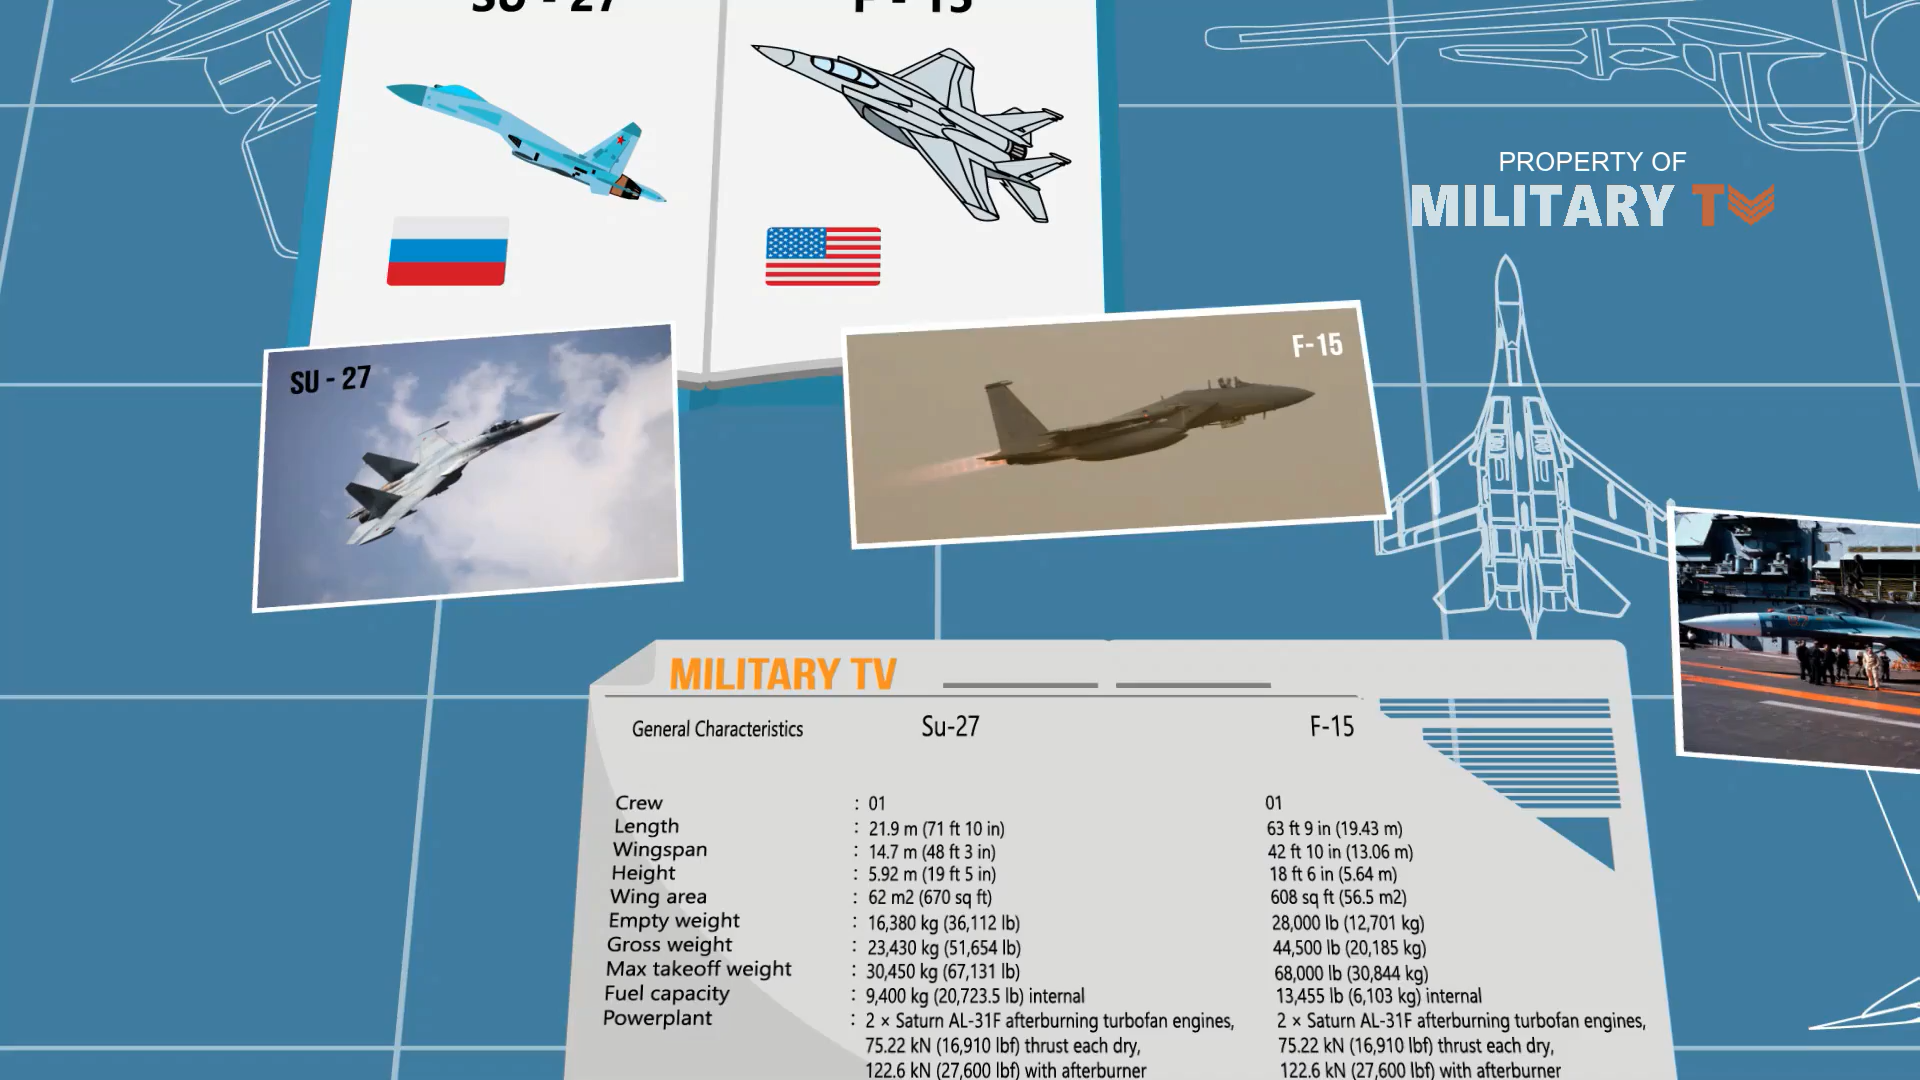 SU - 27
F - 15
PROPERTY OF
MILITARY TV
SU - 27
F-15
MILITARY TV
General Characteristics Su-27 F-15
Crew : 01 01
Length : 21.9 m (71 ft 10 in) 63 ft 9 in (19.43 m)
Wingspan : 14.7 m (48 ft 3 in) 42 ft 10 in (13.06 m)
Height : 5.92 m (19 ft 5 in) 18 ft 6 in (5.64 m)
Wing area : 62 m2 (670 sq ft) 608 sq ft (56.5 m2)
Empty weight : 16,380 kg (36,112 lb) 28,000 lb (12,701 kg)
Gross weight : 23,430 kg (51,654 lb) 44,500 lb (20,185 kg)
Max takeoff weight : 30,450 kg (67,131 lb) 68,000 lb (30,844 kg)
Fuel capacity : 9,400 kg (20,723.5 lb) internal 13,455 lb (6,103 kg) internal
Powerplant : 2 × Saturn AL-31F afterburning turbofan engines, 2 × Saturn AL-31F afterburning turbofan engines,
75.22 kN (16,910 lbf) thrust each dry, 75.22 kN (16,910 lbf) thrust each dry,
122.6 kN (27,600 lbf) with afterburner 122.6 kN (27,600 lbf) with afterburner